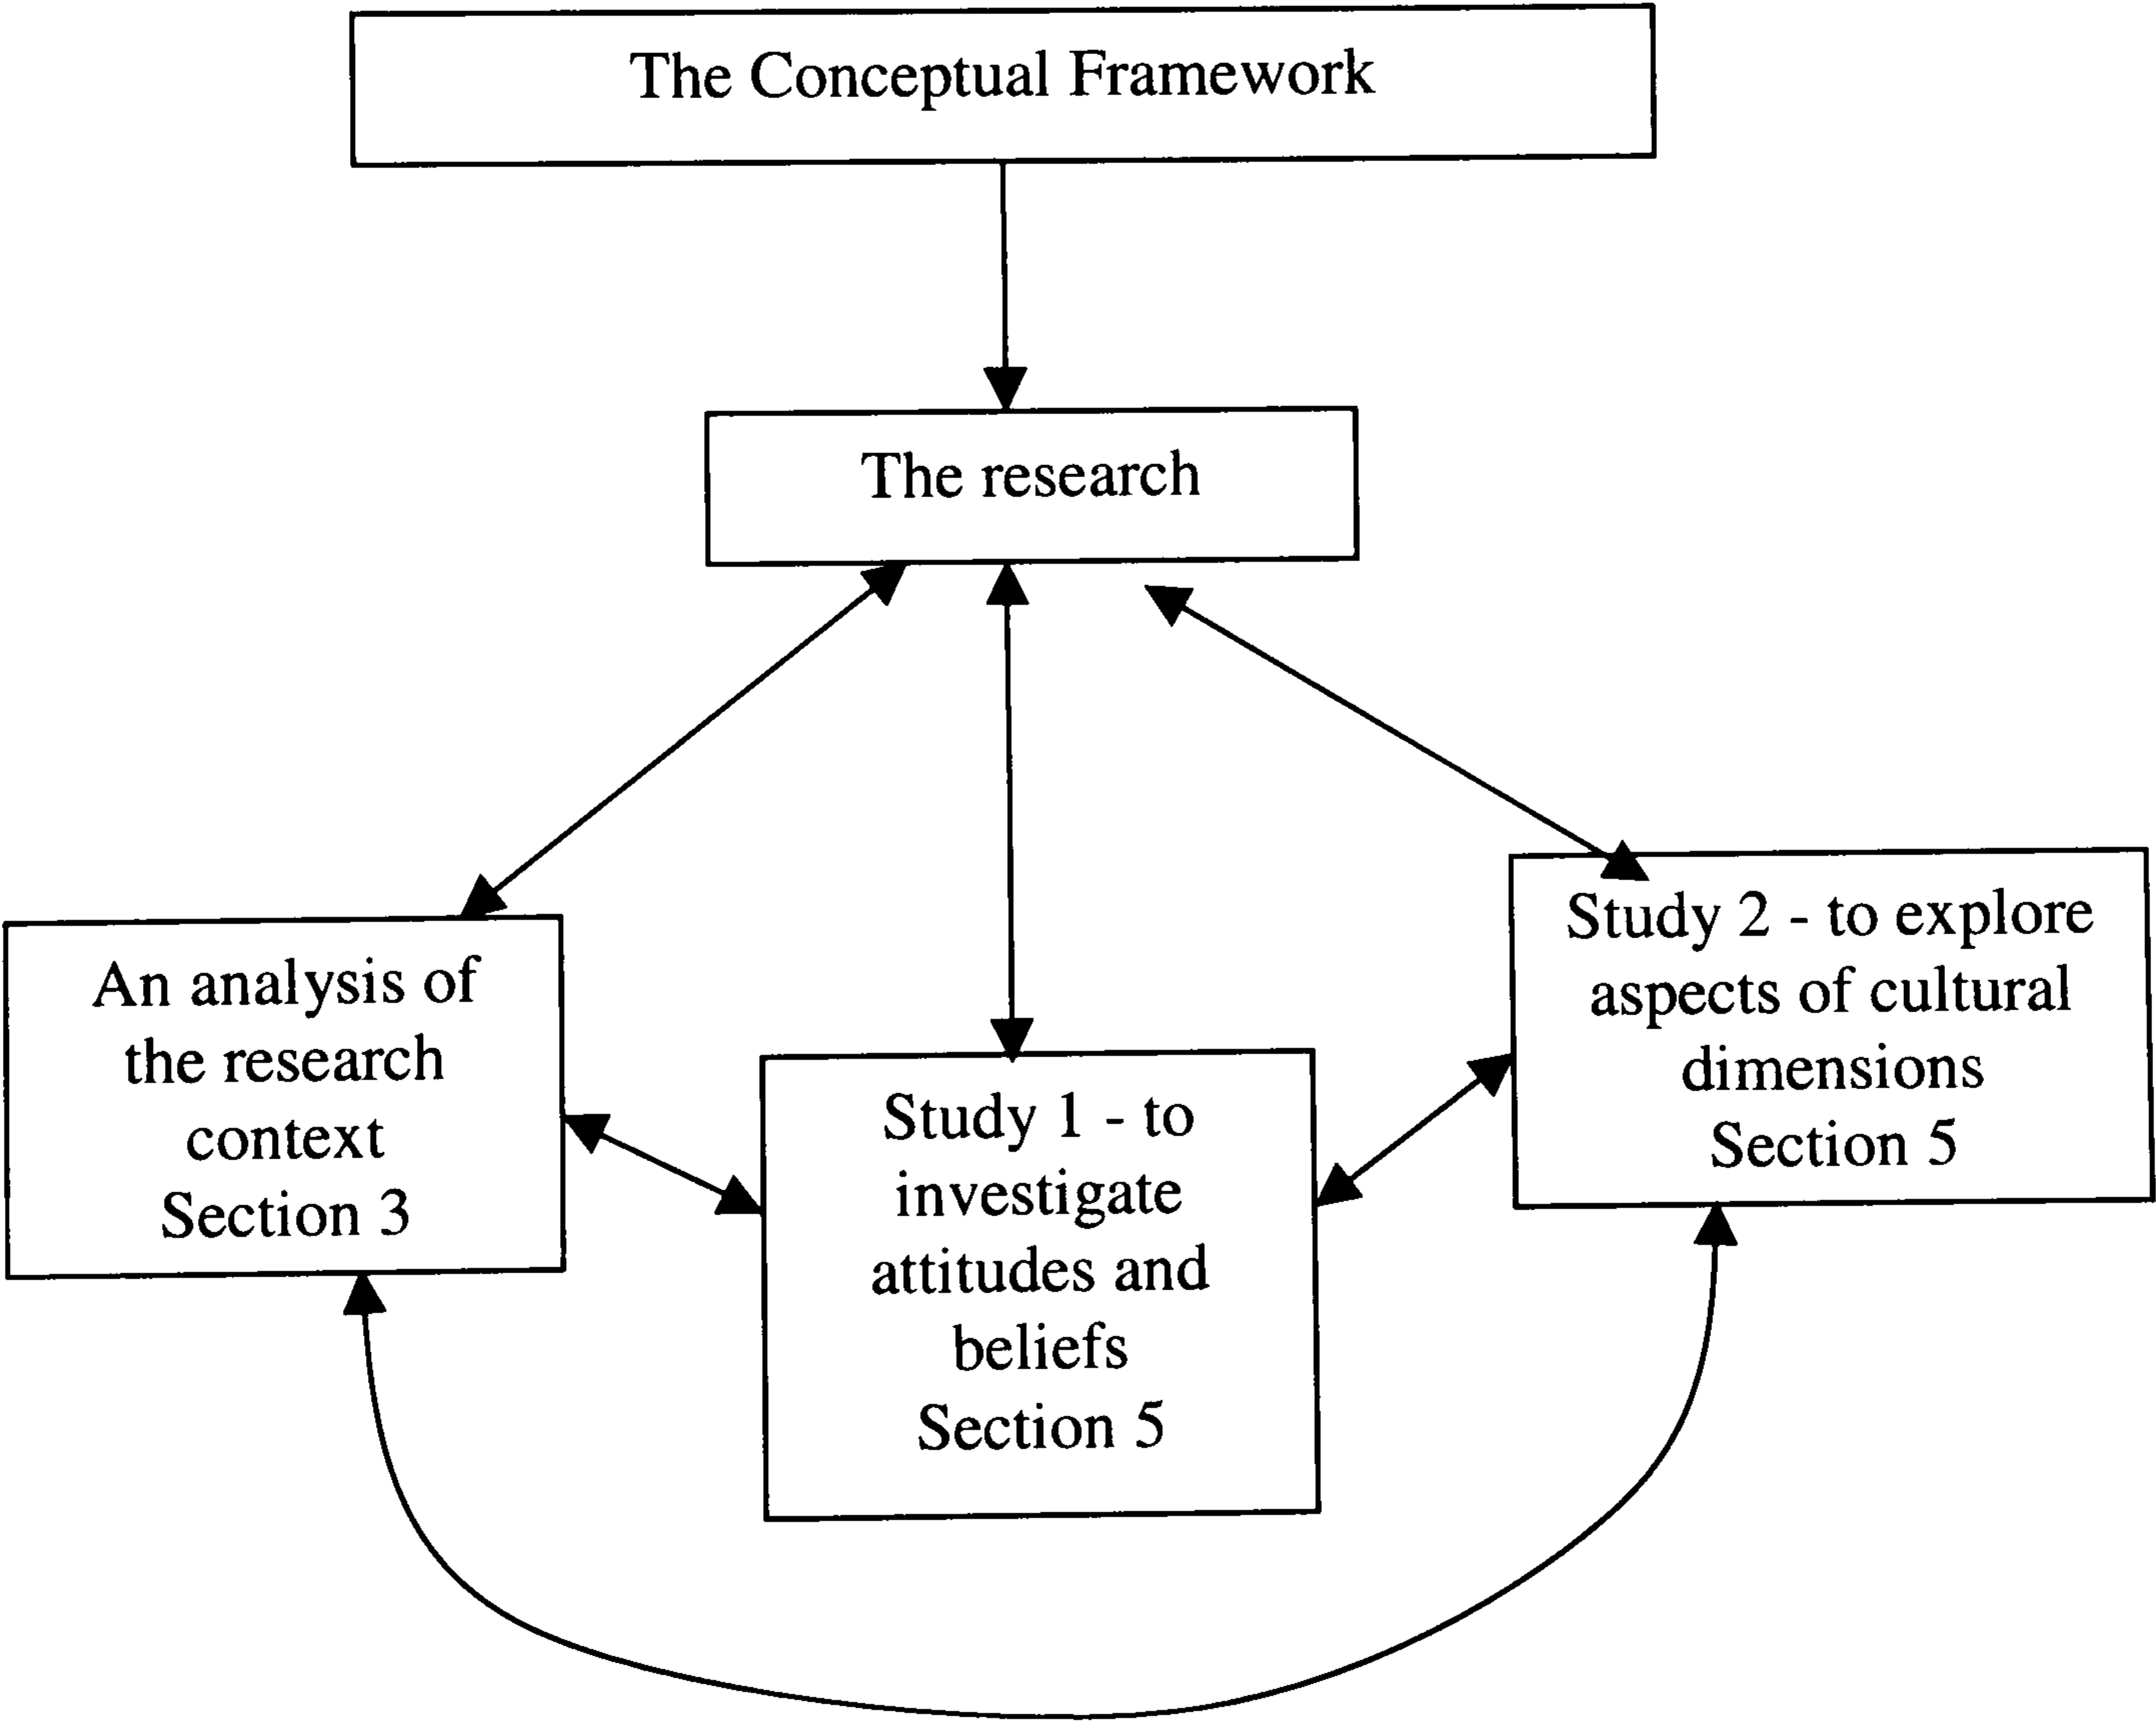 The Conceptual Framework
The research
An analysis of
the research
context
Section 3
Study 1 - to
investigate
attitudes and
beliefs
Section 5
Study 2 - to explore
aspects of cultural
dimensions
Section 5